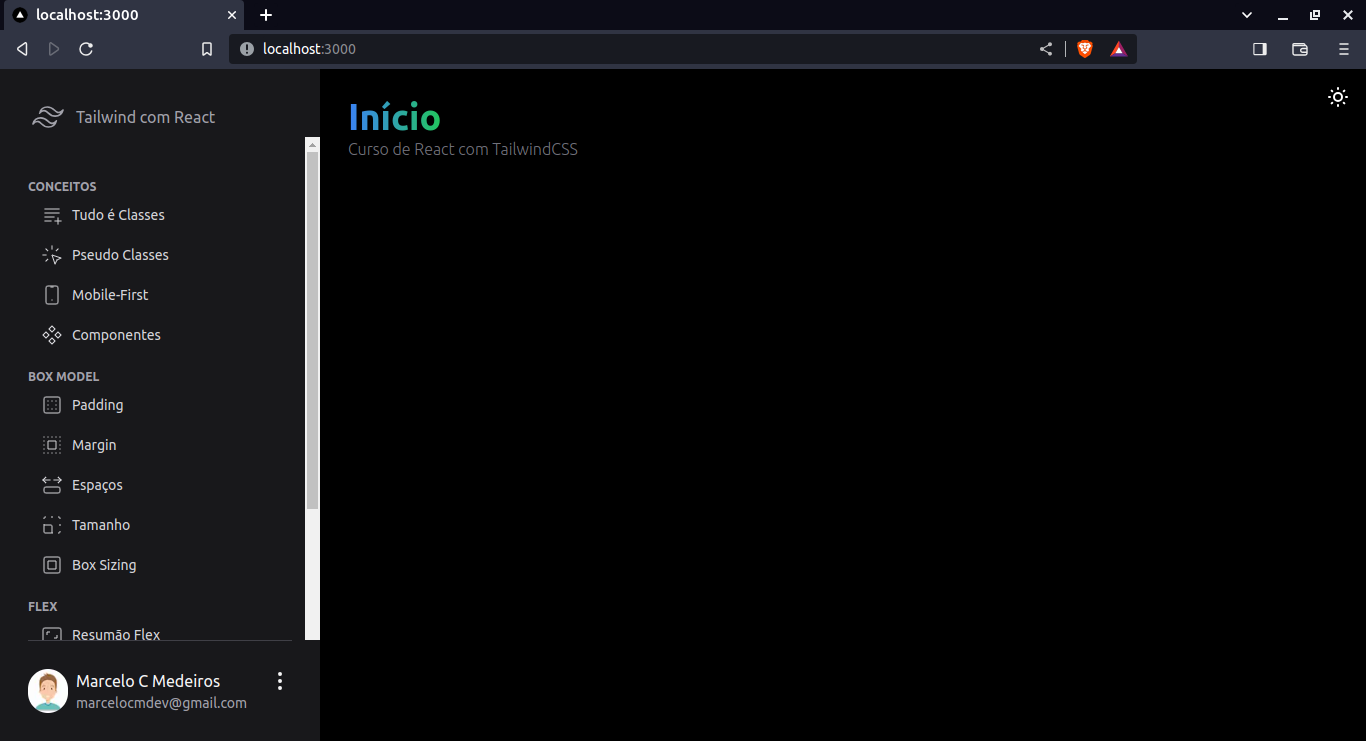 localhost:3000
localhost:3000
Tailwind com React
CONCEITOS
Tudo é Classes
Pseudo Classes
Mobile-First
Componentes
BOX MODEL
Padding
Margin
Espaços
Tamanho
Box Sizing
FLEX
Resumão Flex
Marcelo C Medeiros
marcelocmdev@gmail.com
Início
Curso de React com TailwindCSS